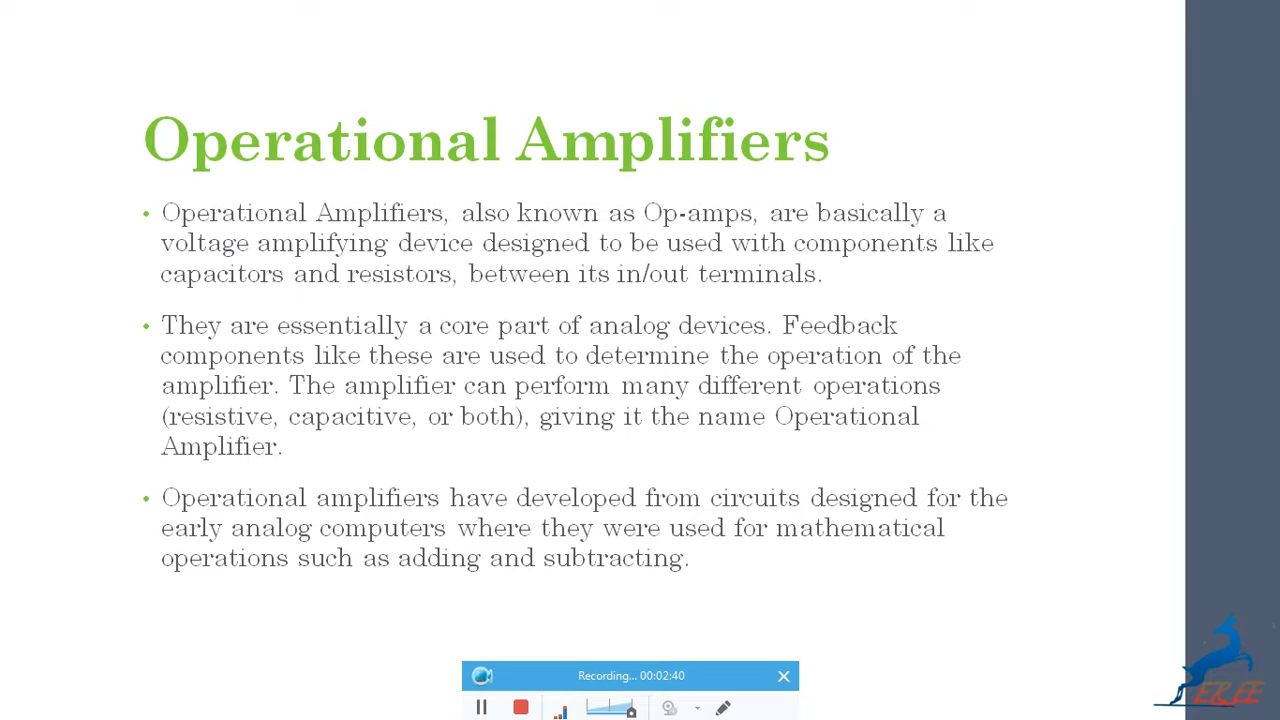 Operational Amplifiers
• Operational Amplifiers, also known as Op-amps, are basically a
voltage amplifying device designed to be used with components like
capacitors and resistors, between its in/out terminals.
• They are essentially a core part of analog devices. Feedback
components like these are used to determine the operation of the
amplifier. The amplifier can perform many different operations
(resistive, capacitive, or both), giving it the name Operational
Amplifier.
• Operational amplifiers have developed from circuits designed for the
early analog computers where they were used for mathematical
operations such as adding and subtracting.
Recording... 00:02:40
E&EE